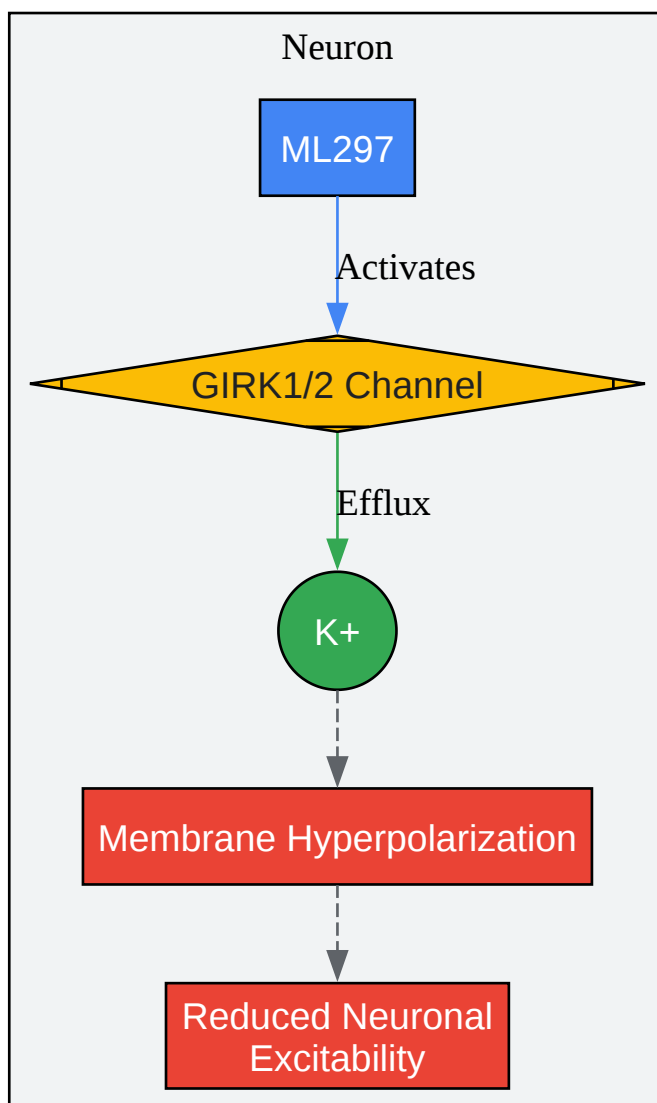 Neuron
ML297
Activates
GIRK1/2 Channel
Efflux
K+
Membrane Hyperpolarization
Reduced Neuronal
Excitability